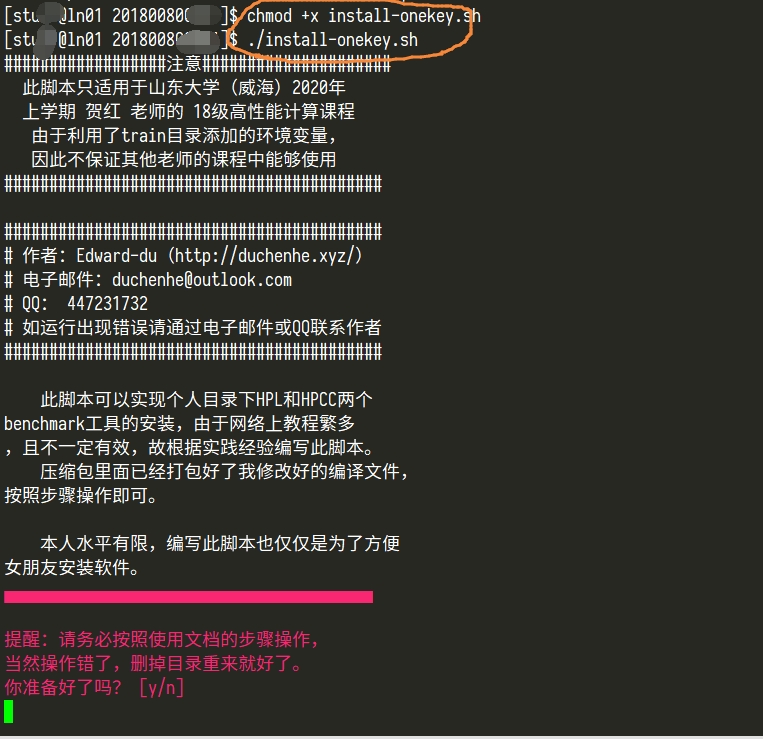 [stu @ln01 20180080 ]$ chmod +x install-onekey.sh
[stu @ln01 20180080 ]$ ./install-onekey.sh
##################注意#####################
此脚本只适用于山东大学（威海）2020年
上学期 贺红 老师的 18级高性能计算课程
由于利用了train目录添加的环境变量，
因此不保证其他老师的课程中能够使用
##########################################
##########################################
# 作者：Edward-du（http://duchenhe.xyz/）
# 电子邮件：duchenhe@outlook.com
# QQ： 447231732
# 如运行出现错误请通过电子邮件或QQ联系作者
##########################################
此脚本可以实现个人目录下HPL和HPCC两个
benchmark工具的安装，由于网络上教程繁多
，且不一定有效，故根据实践经验编写此脚本。
压缩包里面已经打包好了我修改好的编译文件，
按照步骤操作即可。
本人水平有限，编写此脚本也仅仅是为了方便
女朋友安装软件。
提醒：请务必按照使用文档的步骤操作，
当然操作错了，删掉目录重来就好了。
你准备好了吗？ [y/n]